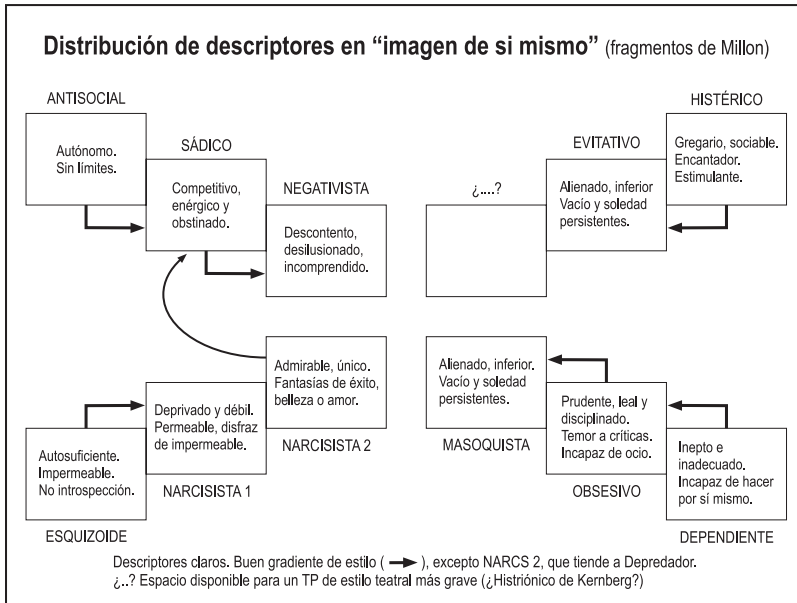 Distribución de descriptores en “imagen de si mismo” (fragmentos de Millon)
ANTISOCIAL
Autónomo.
Sin límites.
SÁDICO
Competitivo,
enérgico y
obstinado.
NEGATIVISTA
Descontento,
desilusionado,
incomprendido.
¿....?
EVITATIVO
Alienado, inferior
Vacío y soledad
persistentes.
HISTÉRICO
Gregario, sociable.
Encantador.
Estimulante.
Autosuficiente.
Impermeable.
No introspección.
ESQUIZOIDE
Deprivado y débil.
Permeable, disfraz
de impermeable.
NARCISISTA 1
Admirable, único.
Fantasías de éxito,
belleza o amor.
NARCISISTA 2
Alienado, inferior.
Vacío y soledad
persistentes.
MASOQUISTA
Prudente, leal y
disciplinado.
Temor a críticas.
Incapaz de ocio.
OBSESIVO
Inepto e
inadecuado.
Incapaz de hacer
por sí mismo.
DEPENDIENTE
Descriptores claros. Buen gradiente de estilo ( ), excepto NARCS 2, que tiende a Depredador.
¿..? Espacio disponible para un TP de estilo teatral más grave (¿Histriónico de Kernberg?)